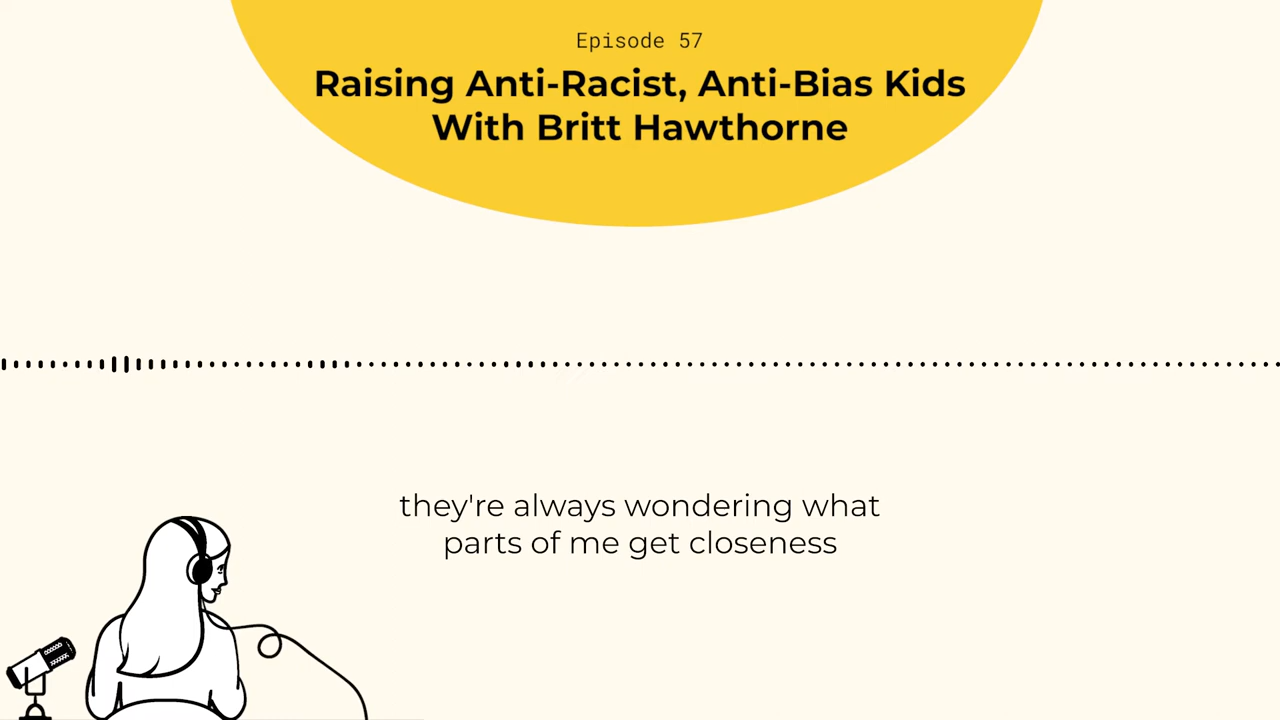 Episode 57
Raising Anti-Racist, Anti-Bias Kids
With Britt Hawthorne
they're always wondering what
parts of me get closeness